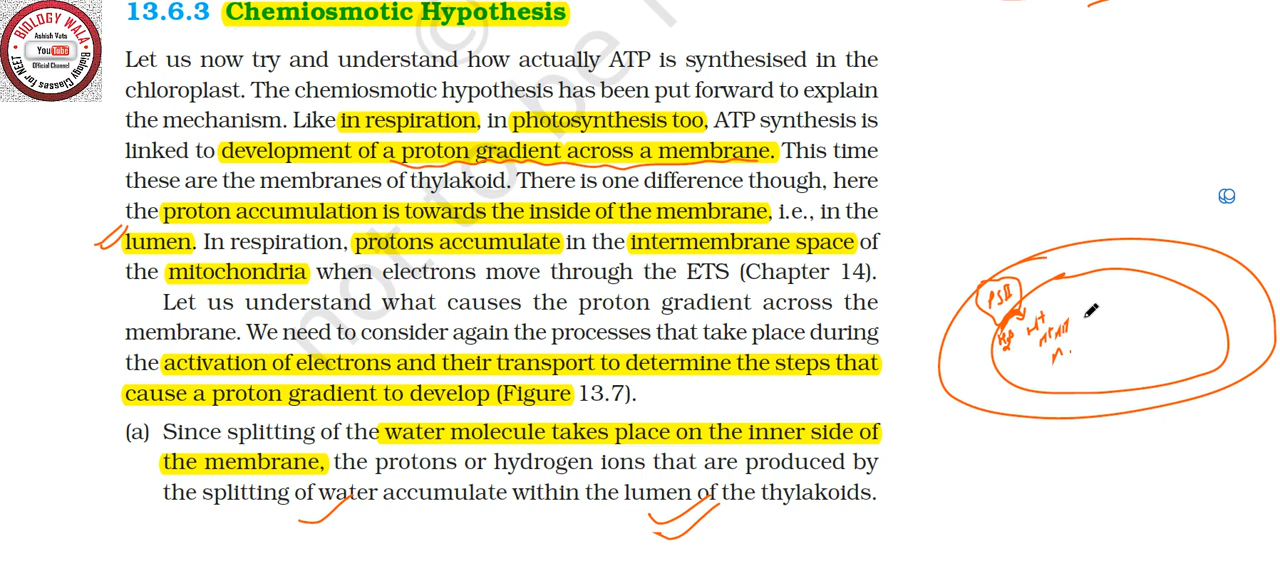 BIOLOGY WALA
Ashish Vats
YouTube
Official Channel
Biology Classes for NEET
13.6.3 Chemiosmotic Hypothesis
Let us now try and understand how actually ATP is synthesised in the
chloroplast. The chemiosmotic hypothesis has been put forward to explain
the mechanism. Like in respiration, in photosynthesis too, ATP synthesis is
linked to development of a proton gradient across a membrane. This time
these are the membranes of thylakoid. There is one difference though, here
the proton accumulation is towards the inside of the membrane, i.e., in the
lumen. In respiration, protons accumulate in the intermembrane space of
the mitochondria when electrons move through the ETS (Chapter 14).
Let us understand what causes the proton gradient across the
membrane. We need to consider again the processes that take place during
the activation of electrons and their transport to determine the steps that
cause a proton gradient to develop (Figure 13.7).
(a) Since splitting of the water molecule takes place on the inner side of
the membrane, the protons or hydrogen ions that are produced by
the splitting of water accumulate within the lumen of the thylakoids.
© not to be
PSII
H+